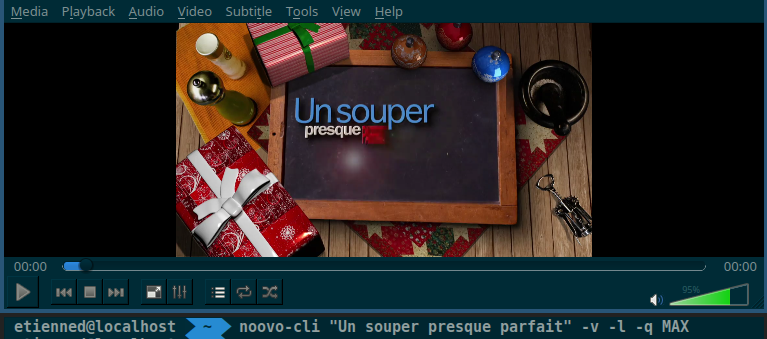 Media Playback Audio Video Subtitle Tools View Help
Un souper
presque
00:00 00:00
95%
etienned@localhost ~ noovo-cli "Un souper presque parfait" -v -l -q MAX